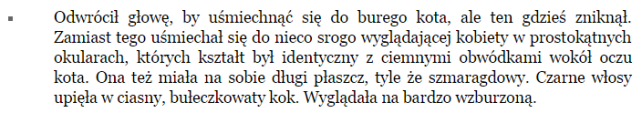 ▪ Odwrócił głowę, by uśmiechnąć się do burego kota, ale ten gdzieś zniknął.
Zamiast tego uśmiechał się do nieco srogo wyglądającej kobiety w prostokątnych
okularach, których kształt był identyczny z ciemnymi obwódkami wokół oczu
kota. Ona też miała na sobie długi płaszcz, tyle że szmaragdowy. Czarne włosy
upięła w ciasny, bułeczkowaty kok. Wyglądała na bardzo wzburzoną.